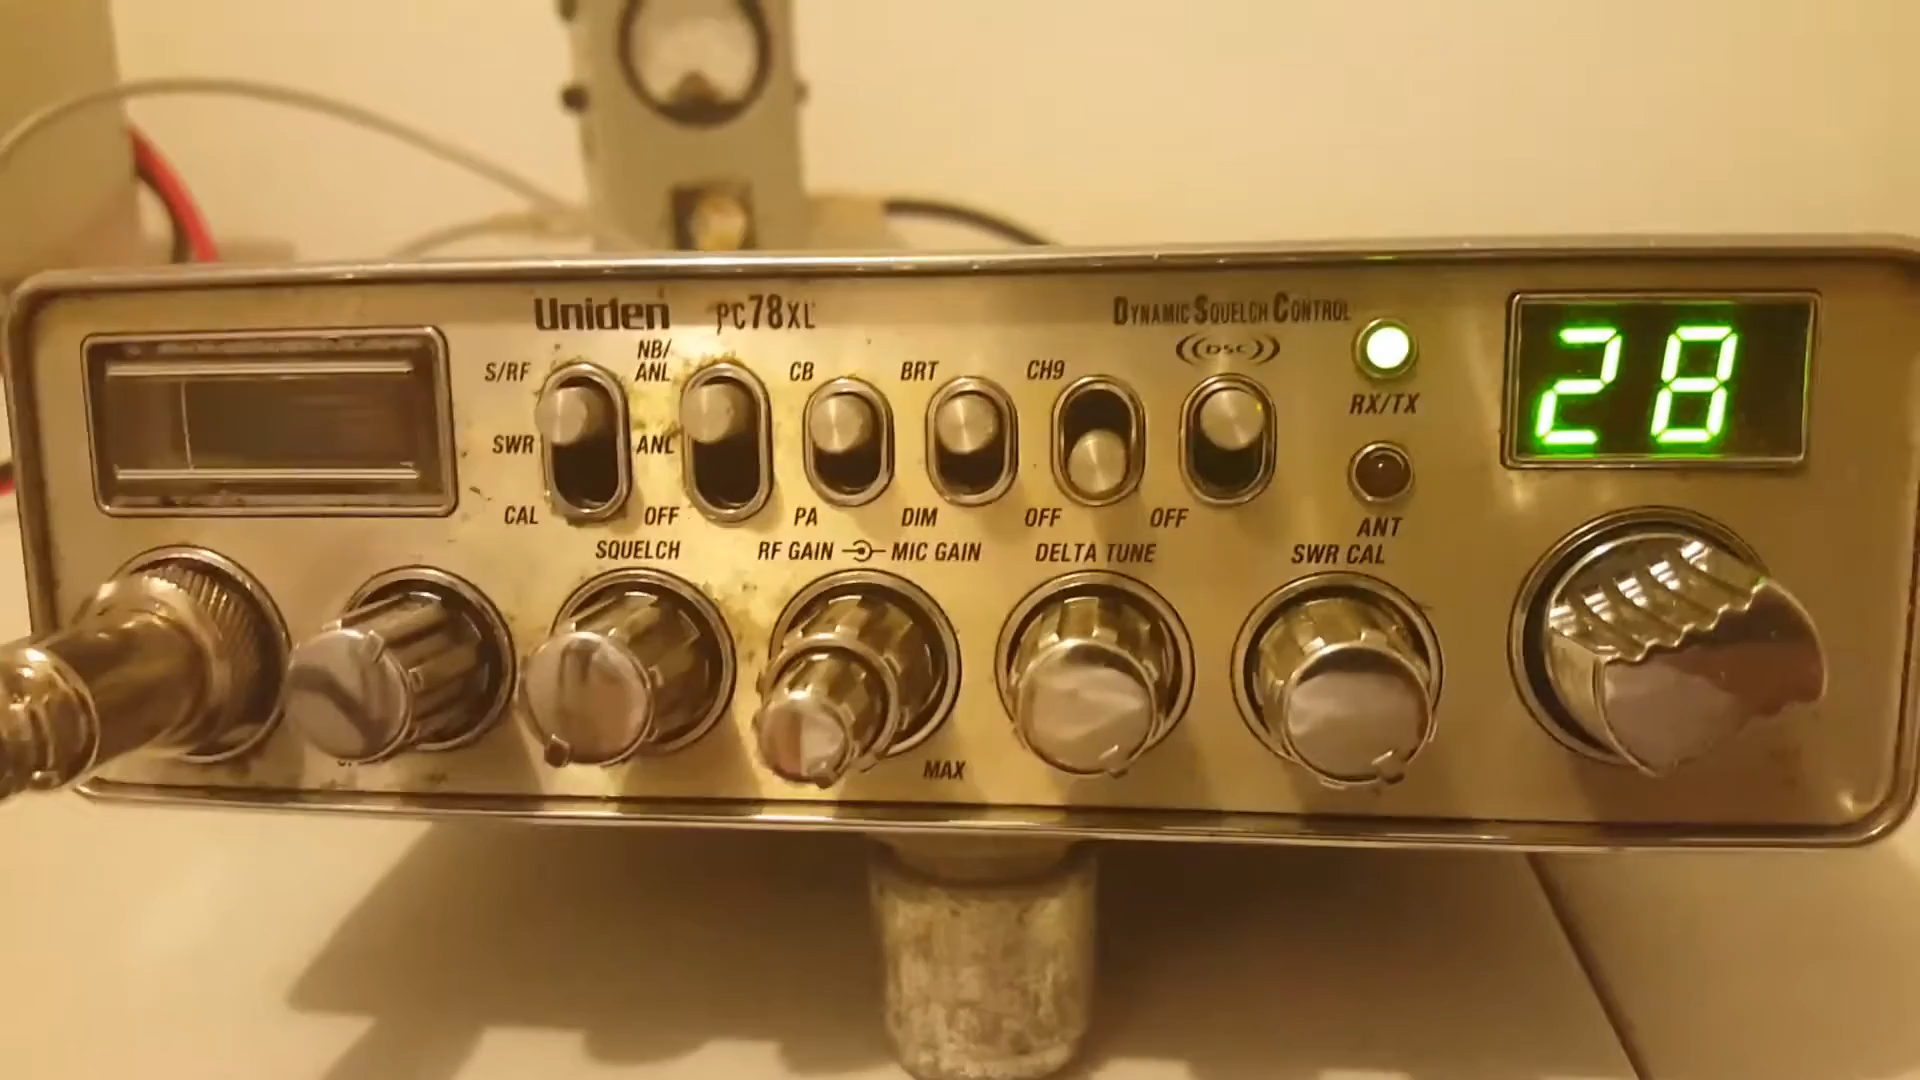 Uniden PC78XL DYNAMIC SQUELCH CONTROL
((( DSC )))
S/RF NB/ANL CB BRT CH9
RX/TX
28
SWR ANL
CAL OFF PA DIM OFF OFF ANT
SQUELCH RF GAIN MIC GAIN DELTA TUNE SWR CAL
MAX